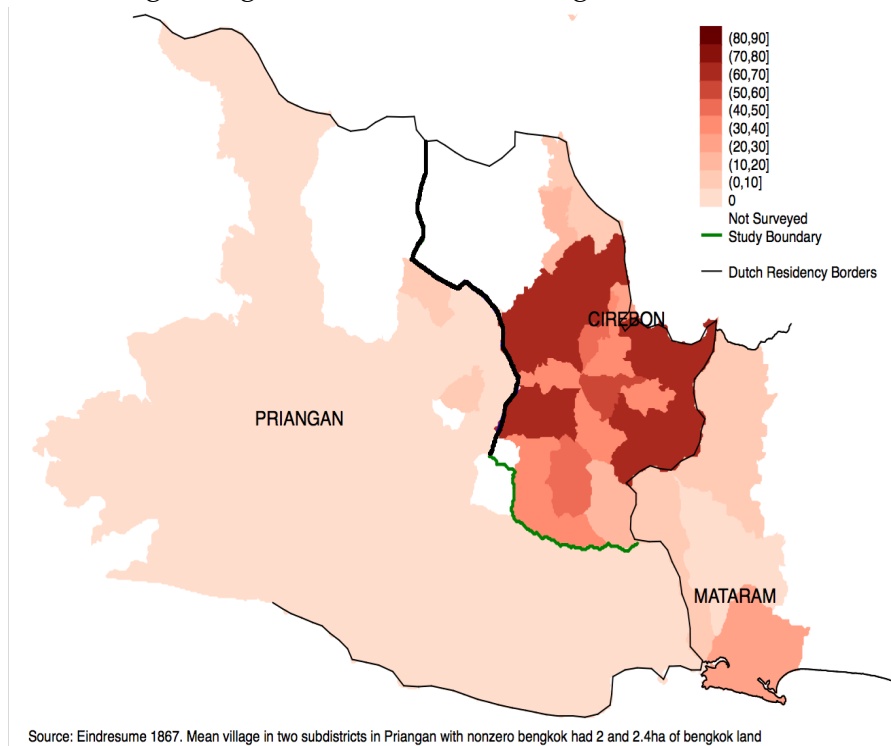 (80,90]
(70,80]
(60,70]
(50,60]
(40,50]
(30,40]
(20,30]
(10,20]
(0,10]
0
Not Surveyed
Study Boundary
Dutch Residency Borders
CIREBON
PRIANGAN
MATARAM
Source: Eindresume 1867. Mean village in two subdistricts in Priangan with nonzero bengkok had 2 and 2.4ha of bengkok land